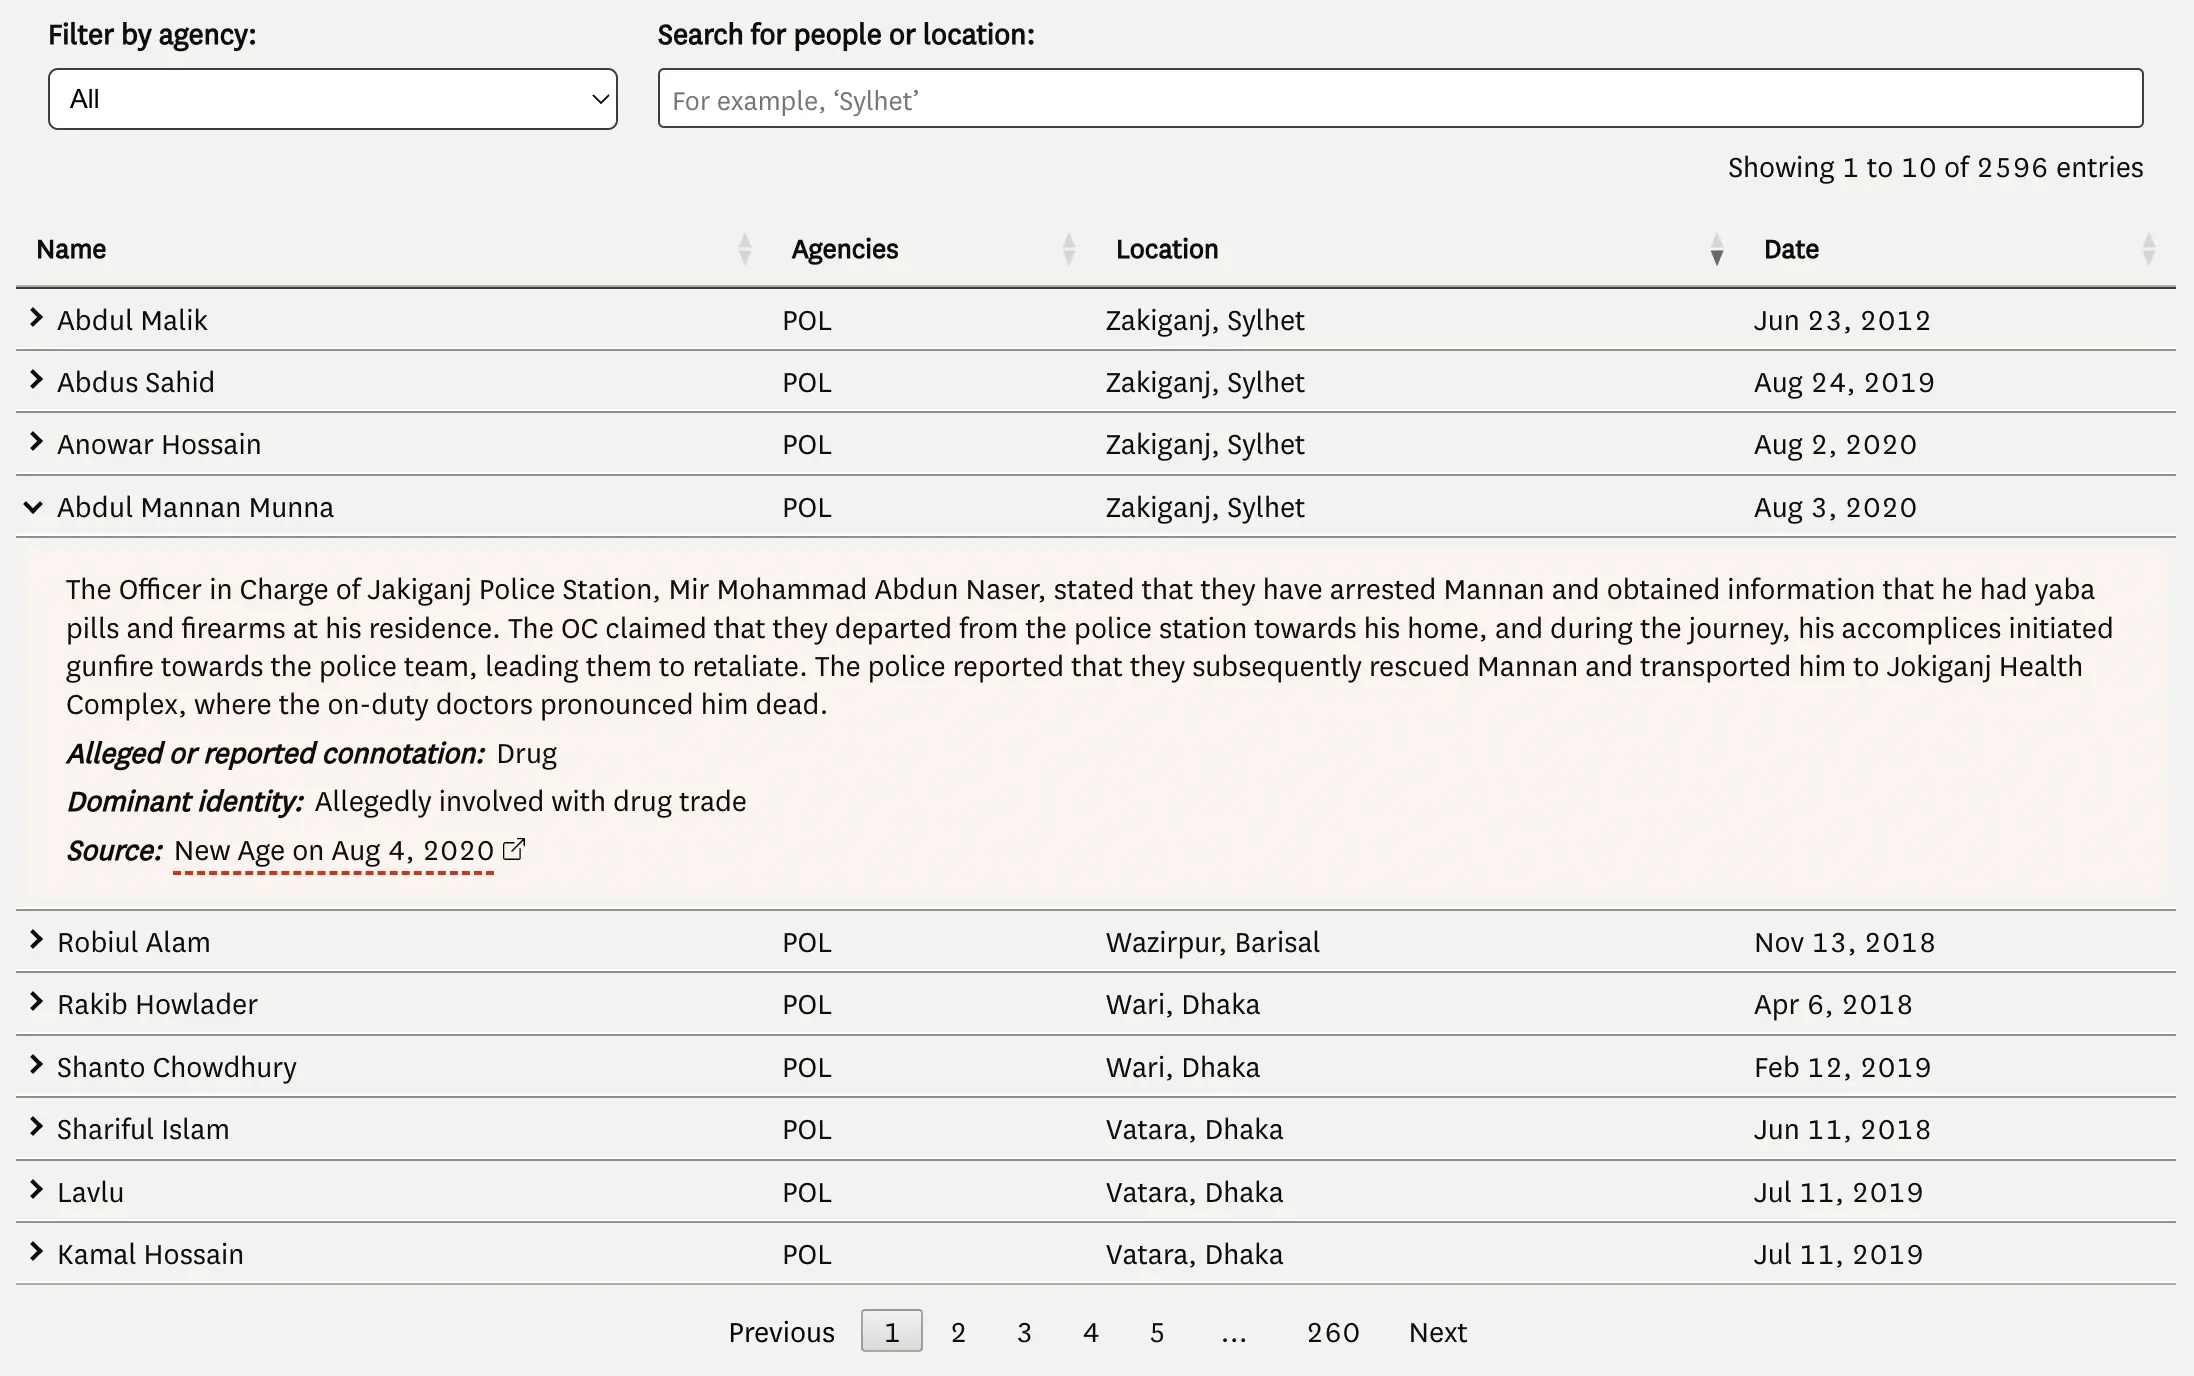 Filter by agency:
Search for people or location:
All
For example, ‘Sylhet’
Showing 1 to 10 of 2596 entries
Name Agencies Location Date
Abdul Malik POL Zakiganj, Sylhet Jun 23, 2012
Abdus Sahid POL Zakiganj, Sylhet Aug 24, 2019
Anowar Hossain POL Zakiganj, Sylhet Aug 2, 2020
Abdul Mannan Munna POL Zakiganj, Sylhet Aug 3, 2020
The Officer in Charge of Jakiganj Police Station, Mir Mohammad Abdun Naser, stated that they have arrested Mannan and obtained information that he had yaba
pills and firearms at his residence. The OC claimed that they departed from the police station towards his home, and during the journey, his accomplices initiated
gunfire towards the police team, leading them to retaliate. The police reported that they subsequently rescued Mannan and transported him to Jokiganj Health
Complex, where the on-duty doctors pronounced him dead.
Alleged or reported connotation: Drug
Dominant identity: Allegedly involved with drug trade
Source: New Age on Aug 4, 2020
Robiul Alam POL Wazirpur, Barisal Nov 13, 2018
Rakib Howlader POL Wari, Dhaka Apr 6, 2018
Shanto Chowdhury POL Wari, Dhaka Feb 12, 2019
Shariful Islam POL Vatara, Dhaka Jun 11, 2018
Lavlu POL Vatara, Dhaka Jul 11, 2019
Kamal Hossain POL Vatara, Dhaka Jul 11, 2019
Previous 1 2 3 4 5 … 260 Next